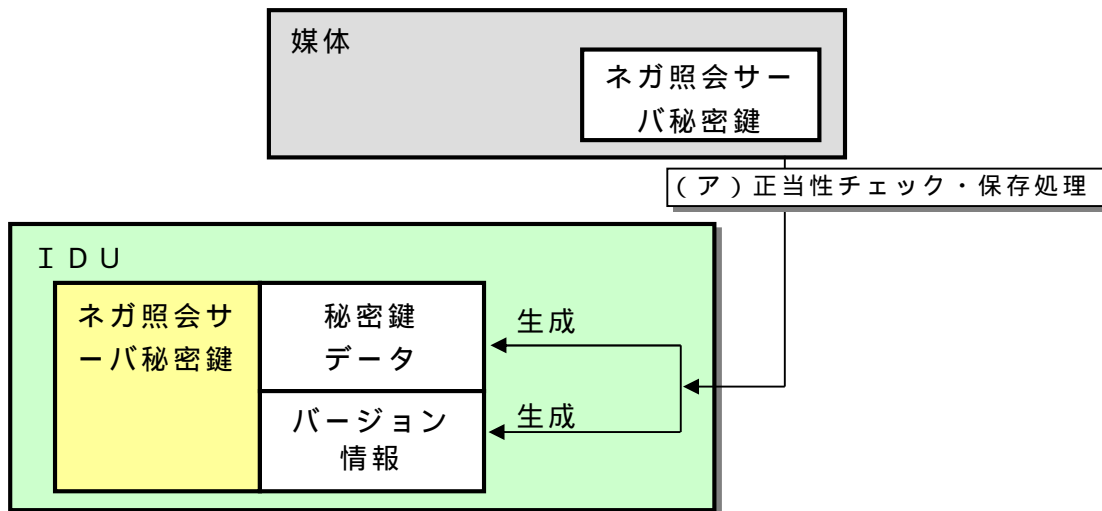 媒体
ネガ照会サー
バ秘密鍵
(ア)正当性チェック・保存処理
ＩＤＵ
ネガ照会サ
ーバ秘密鍵
秘密鍵
データ
生成
バージョン
情報
生成